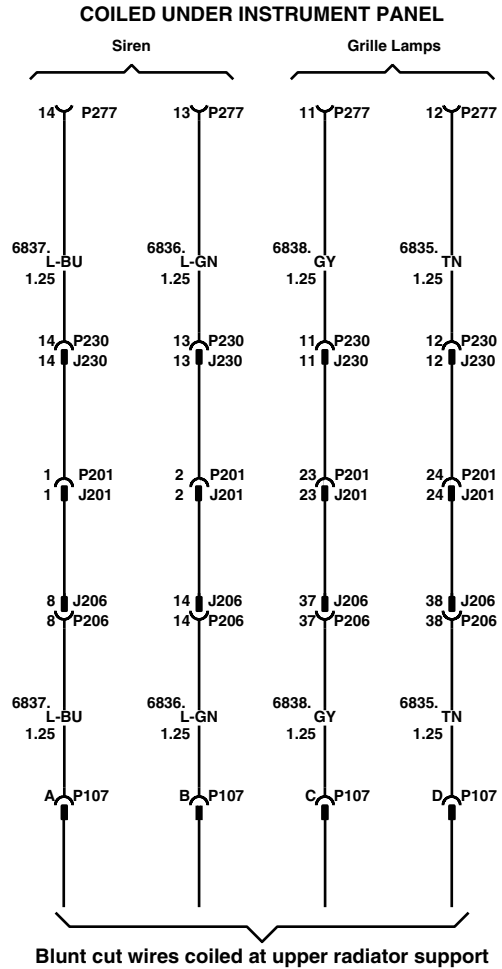 COILED UNDER INSTRUMENT PANEL
Siren Grille Lamps
14 P277 13 P277 11 P277 12 P277
6837. 6836. 6838. 6835.
L-BU L-GN GY TN
1.25 1.25 1.25 1.25
14 P230 13 P230 11 P230 12 P230
14 J230 13 J230 11 J230 12 J230
1 P201 2 P201 23 P201 24 P201
1 J201 2 J201 23 J201 24 J201
8 J206 14 J206 37 J206 38 J206
8 P206 14 P206 37 P206 38 P206
6837. 6836. 6838. 6835.
L-BU L-GN GY TN
1.25 1.25 1.25 1.25
A P107 B P107 C P107 D P107
Blunt cut wires coiled at upper radiator support